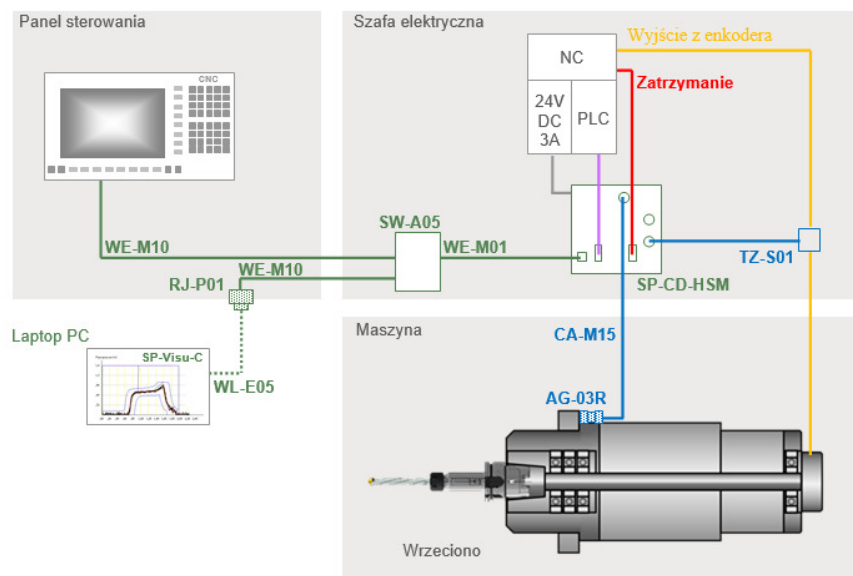 Panel sterowania
Szafa elektryczna
CNC
NC
Wyjście z enkodera
Zatrzymanie
24V
DC
3A
PLC
SW-A05
WE-M10
WE-M01
WE-M10
TZ-S01
RJ-P01
SP-CD-HSM
Laptop PC
SP-Visu-C
WL-E05
Maszyna
CA-M15
AG-03R
Wrzeciono